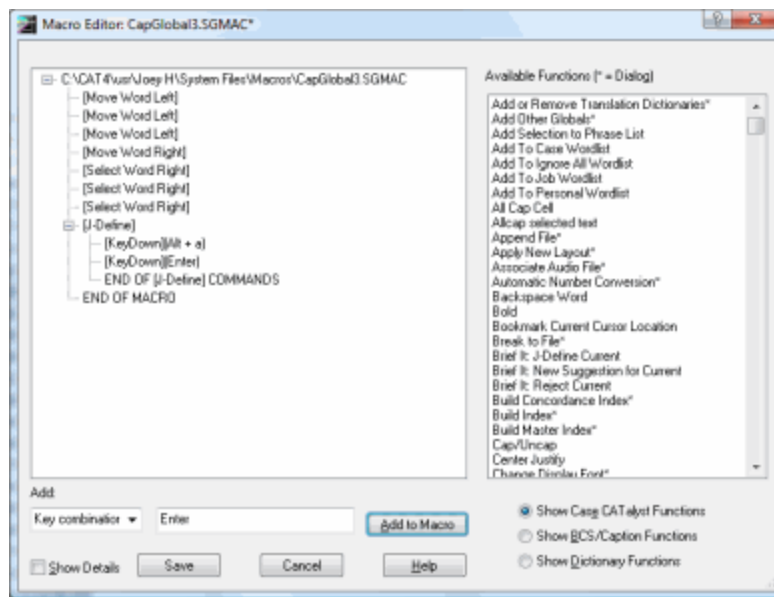 Macro Editor: CapGlobal3.SGMAC*
C:\CAT4\usr\Joey H\System Files\Macros\CapGlobal3.SGMAC
[Move Word Left]
[Move Word Left]
[Move Word Left]
[Move Word Right]
[Select Word Right]
[Select Word Right]
[Select Word Right]
[J-Define]
[KeyDown](Alt + a)
[KeyDown](Enter)
END OF [J-Define] COMMANDS
END OF MACRO
Available Functions (* = Dialog)
Add or Remove Translation Dictionaries*
Add Other Globals*
Add Selection to Phrase List
Add To Case Wordlist
Add To Ignore All Wordlist
Add To Job Wordlist
Add To Personal Wordlist
All Cap Cell
Allcap selected text
Append File*
Apply New Layout*
Associate Audio File*
Automatic Number Conversion*
Backspace Word
Bold
Bookmark Current Cursor Location
Break to File*
Brief It: J-Define Current
Brief It: New Suggestion for Current
Brief It: Reject Current
Build Concordance Index*
Build Index*
Build Master Index*
Cap/Uncap
Center Justify
Change Display Font*
Add:
Key combination
Enter
Add to Macro
Show Details
Save
Cancel
Help
Show Case CATalyst Functions
Show BCS/Caption Functions
Show Dictionary Functions